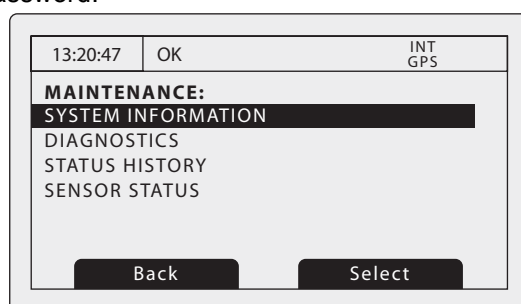 13:20:47 OK INT
GPS
MAINTENANCE:
SYSTEM INFORMATION
DIAGNOSTICS
STATUS HISTORY
SENSOR STATUS
Back Select